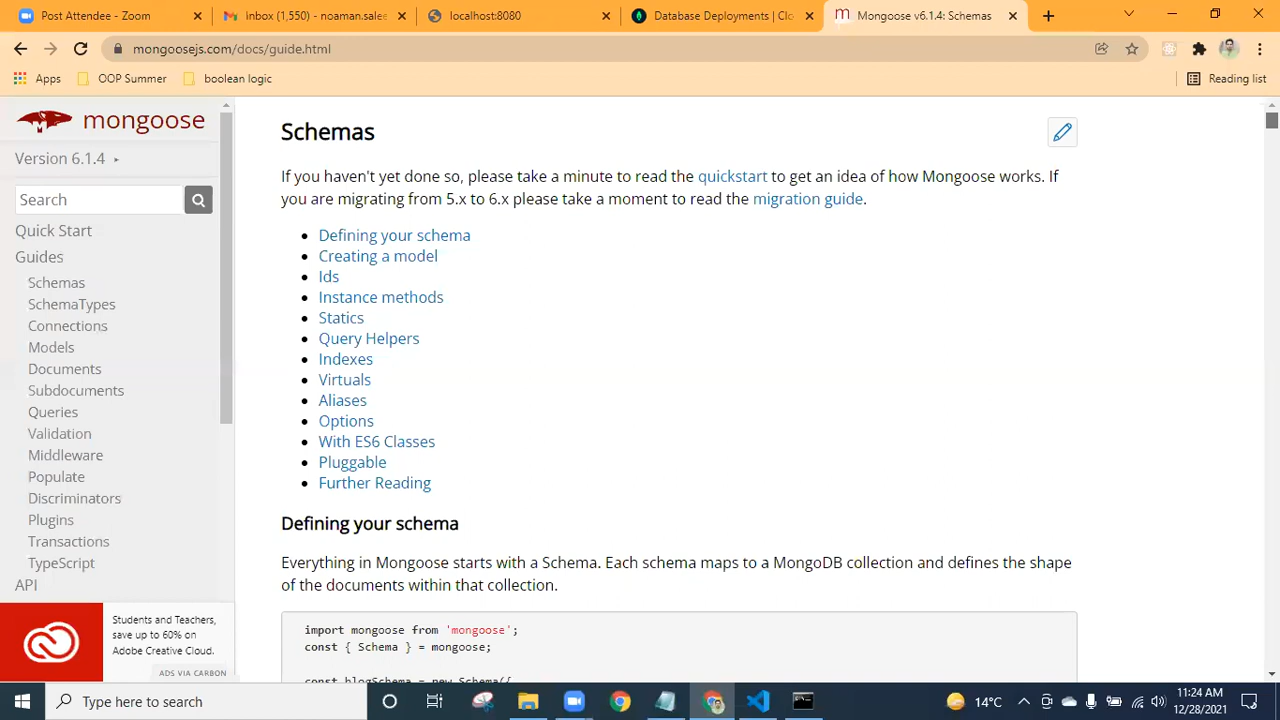 Post Attendee - Zoom
Inbox (1,550) - noaman.salee
localhost:8080
Database Deployments | Clo
Mongoose v6.1.4: Schemas
mongoosejs.com/docs/guide.html
Apps
OOP Summer
boolean logic
Reading list
mongoose
Version 6.1.4
Search
Quick Start
Guides
Schemas
SchemaTypes
Connections
Models
Documents
Subdocuments
Queries
Validation
Middleware
Populate
Discriminators
Plugins
Transactions
TypeScript
API
Students and Teachers,
save up to 60% on
Adobe Creative Cloud.
ADS VIA CARBON
Schemas
If you haven't yet done so, please take a minute to read the quickstart to get an idea of how Mongoose works. If
you are migrating from 5.x to 6.x please take a moment to read the migration guide.
Defining your schema
Creating a model
Ids
Instance methods
Statics
Query Helpers
Indexes
Virtuals
Aliases
Options
With ES6 Classes
Pluggable
Further Reading
Defining your schema
Everything in Mongoose starts with a Schema. Each schema maps to a MongoDB collection and defines the shape
of the documents within that collection.
import mongoose from 'mongoose';
const { Schema } = mongoose;
const blogSchema = new Schema({
Type here to search
14°C
11:24 AM
12/28/2021